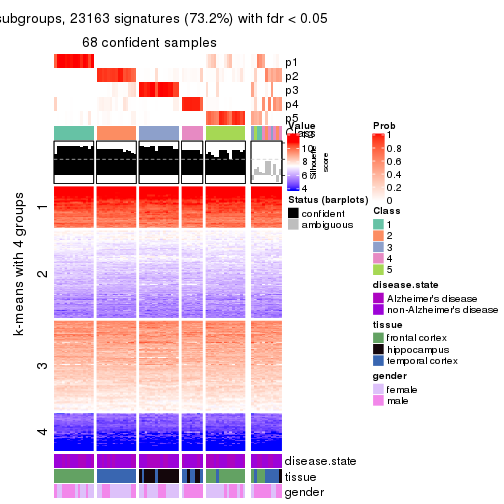 subgroups, 23163 signatures (73.2%) with fdr < 0.05
68 confident samples
p1
p2
p3
p4
p5
Class
Silhouette
score
k-means with 4 groups
1
2
3
4
disease.state
tissue
gender
Value
10
8
6
4
Status (barplots)
confident
ambiguous
Prob
1
0.8
0.6
0.4
0.2
0
Class
1
2
3
4
5
disease.state
Alzheimer's disease
non-Alzheimer's disease
tissue
frontal cortex
hippocampus
temporal cortex
gender
female
male